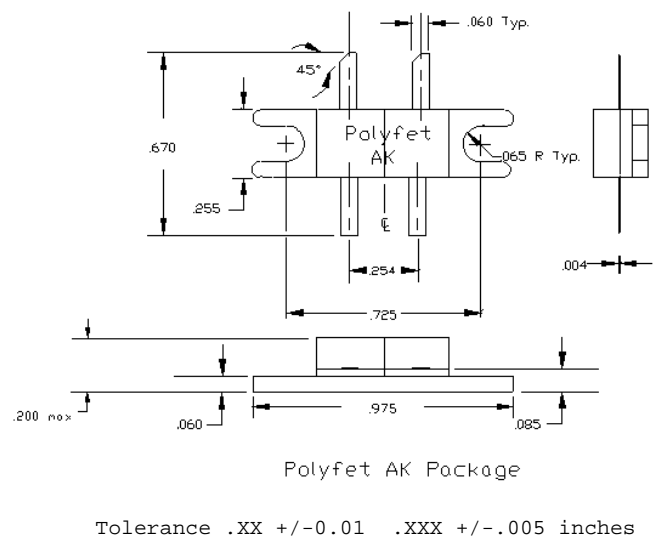 .060 Typ.
45°
Polyfet
AK
.670
.065 R Typ.
.255
℄
.254
.004
.725
.200 max
.060
.975
.085
Polyfet AK Package
Tolerance .XX +/-0.01 .XXX +/-.005 inches